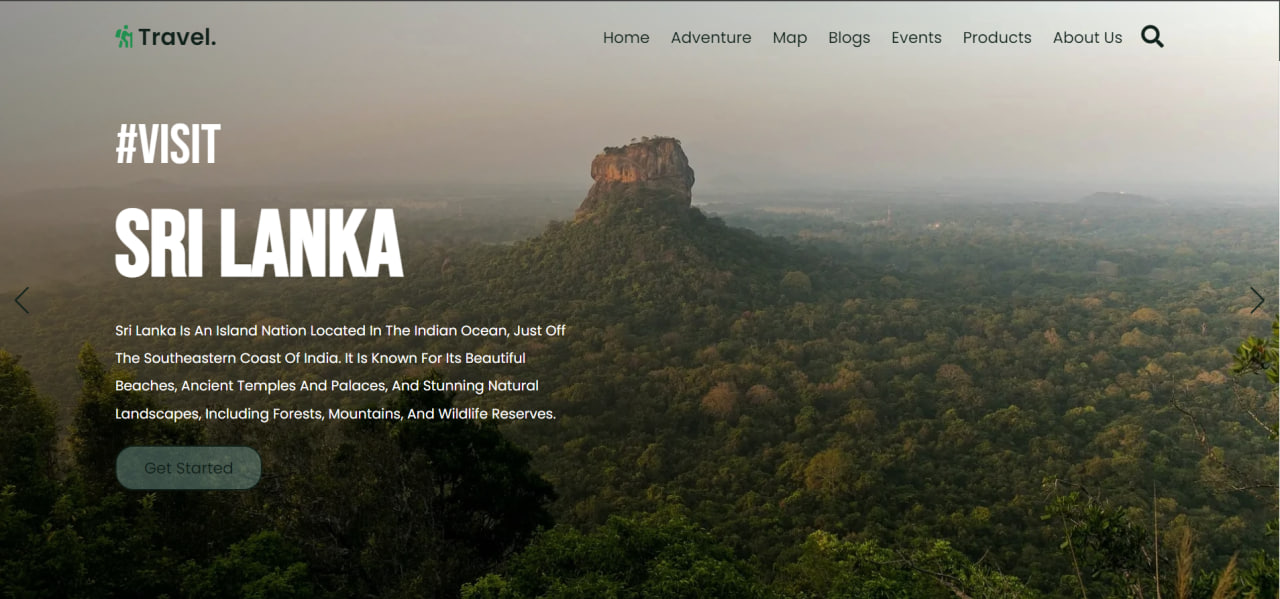 Travel.
Home Adventure Map Blogs Events Products About Us
#VISIT
SRI LANKA
Sri Lanka Is An Island Nation Located In The Indian Ocean, Just Off
The Southeastern Coast Of India. It Is Known For Its Beautiful
Beaches, Ancient Temples And Palaces, And Stunning Natural
Landscapes, Including Forests, Mountains, And Wildlife Reserves.
Get Started